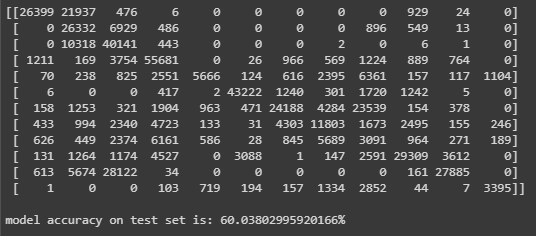 [[26399 21937 476 6 0 0 0 0 0 929 24 0]
[ 0 26332 6929 486 0 0 0 0 896 549 13 0]
[ 0 10318 40141 443 0 0 0 2 0 6 1 0]
[ 1211 169 3754 55681 0 26 966 569 1224 889 764 0]
[ 70 238 825 2551 5666 124 616 2395 6361 157 117 1104]
[ 6 0 0 417 2 43222 1240 301 1720 1242 5 0]
[ 158 1253 321 1904 963 471 24188 4284 23539 154 378 0]
[ 433 994 2340 4723 133 31 4303 11803 1673 2495 155 246]
[ 626 449 2374 6161 586 28 845 5689 3091 964 271 189]
[ 131 1264 1174 4527 0 3088 1 147 2591 29309 3612 0]
[ 613 5674 28122 34 0 0 0 0 0 161 27885 0]
[ 1 0 0 103 719 194 157 1334 2852 44 7 3395]]
model accuracy on test set is: 60.03802995920166%